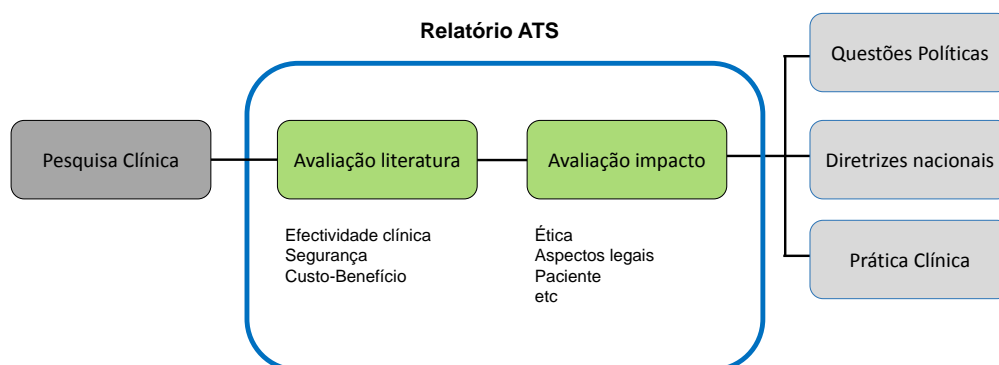 Relatório ATS
Pesquisa Clínica
Avaliação literatura
Avaliação impacto
Efectividade clínica
Segurança
Custo-Benefício
Ética
Aspectos legais
Paciente
etc
Questões Políticas
Diretrizes nacionais
Prática Clínica